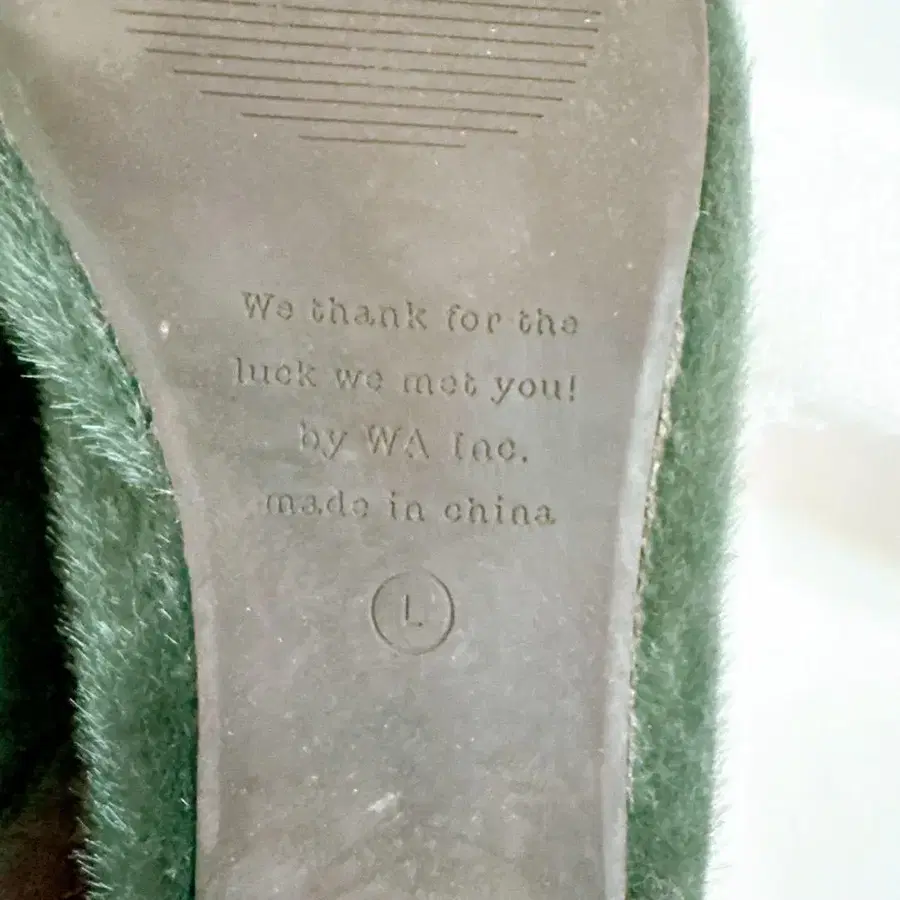 We thank for the
luck we met you!
by WA Inc.
made in china
L